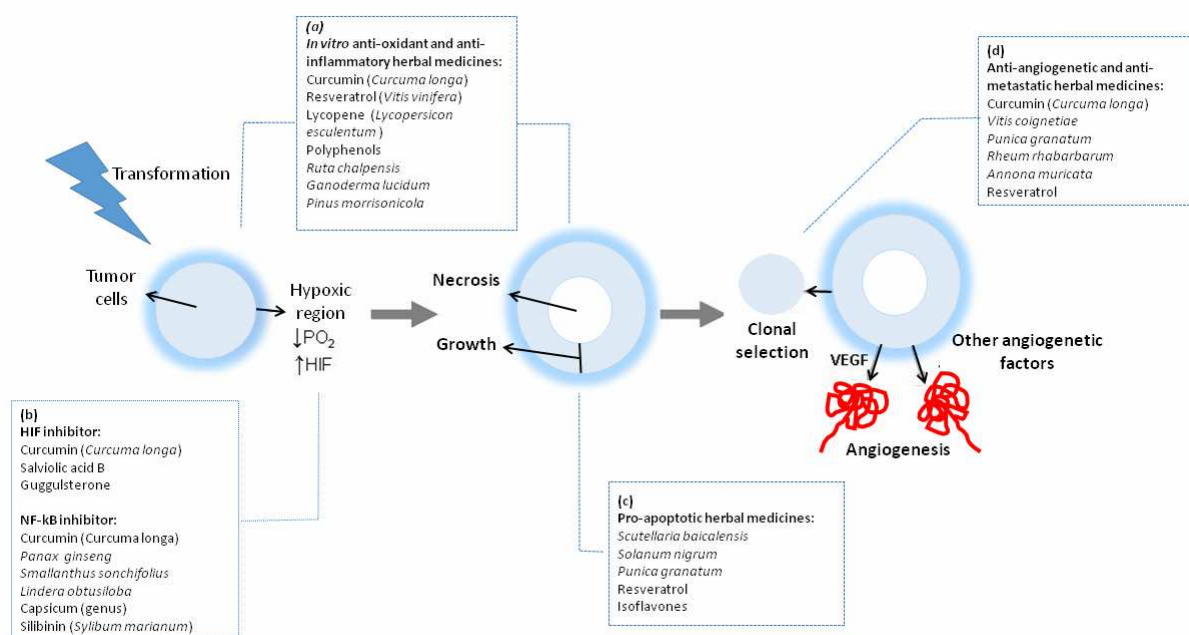 (a)
In vitro anti-oxidant and anti-
inflammatory herbal medicines:
Curcumin (Curcuma longa)
Resveratrol (Vitis vinifera)
Lycopene (Lycopersicon
esculentum )
Polyphenols
Ruta chalpensis
Ganoderma lucidum
Pinus morrisonicola
(d)
Anti-angiogenetic and anti-
metastatic herbal medicines:
Curcumin (Curcuma longa)
Vitis coignetiae
Punica granatum
Rheum rhabarbarum
Annona muricata
Resveratrol
Transformation
Tumor
cells
Hypoxic
region
↓PO₂
↑HIF
Necrosis
Growth
Clonal
selection
VEGF
Other angiogenetic
factors
Angiogenesis
(b)
HIF inhibitor:
Curcumin (Curcuma longa)
Salviolic acid B
Guggulsterone
NF-kB inhibitor:
Curcumin (Curcuma longa)
Panax ginseng
Smallanthus sonchifolius
Lindera obtusiloba
Capsicum (genus)
Silibinin (Sylibum marianum)
(c)
Pro-apoptotic herbal medicines:
Scutellaria baicalensis
Solanum nigrum
Punica granatum
Resveratrol
Isoflavones